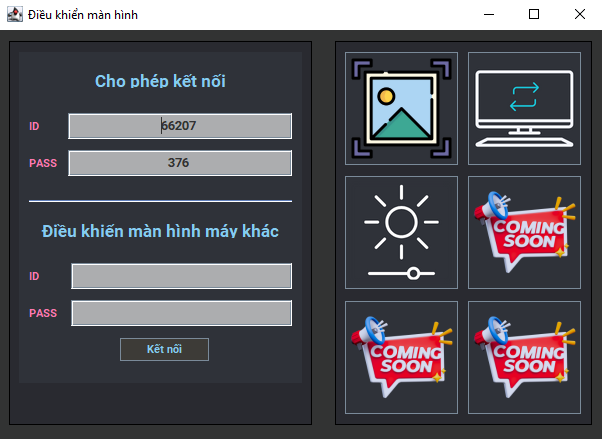 Điều khiển màn hình
Cho phép kết nối
ID
66207
PASS
376
Điều khiển màn hình máy khác
ID
PASS
Kết nối
COMING
SOON
COMING
SOON
COMING
SOON